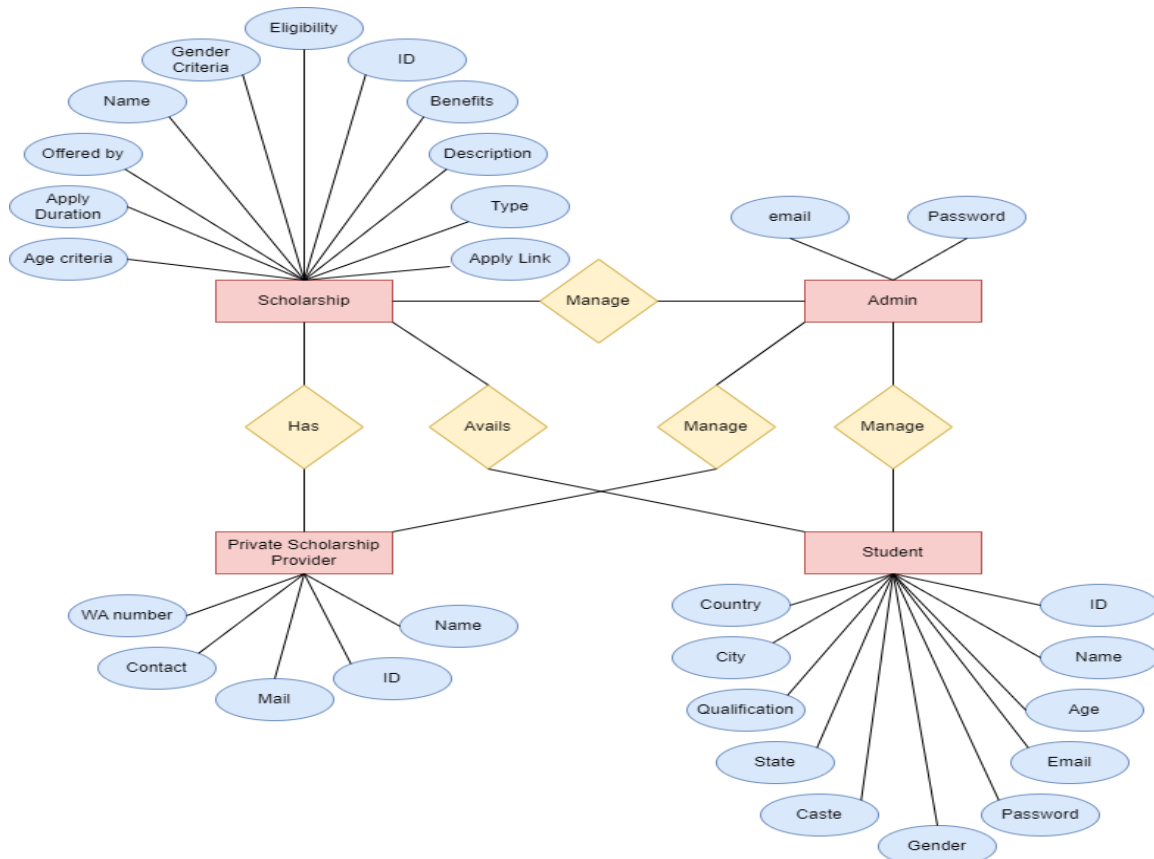 Eligibility
Gender
Criteria
ID
Name
Benefits
Offered by
Description
Apply
Duration
Type
email
Password
Age criteria
Apply Link
Scholarship
Manage
Admin
Has
Avails
Manage
Manage
Private Scholarship
Provider
Student
WA number
Name
Country
ID
Contact
City
Name
Mail
ID
Qualification
Age
State
Email
Caste
Password
Gender